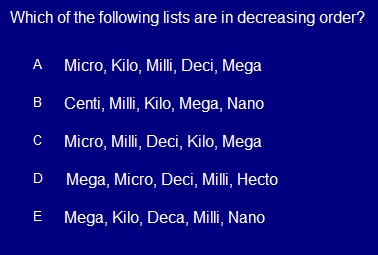 Which of the following lists are in decreasing order?
A Micro, Kilo, Milli, Deci, Mega
B Centi, Milli, Kilo, Mega, Nano
C Micro, Milli, Deci, Kilo, Mega
D Mega, Micro, Deci, Milli, Hecto
E Mega, Kilo, Deca, Milli, Nano